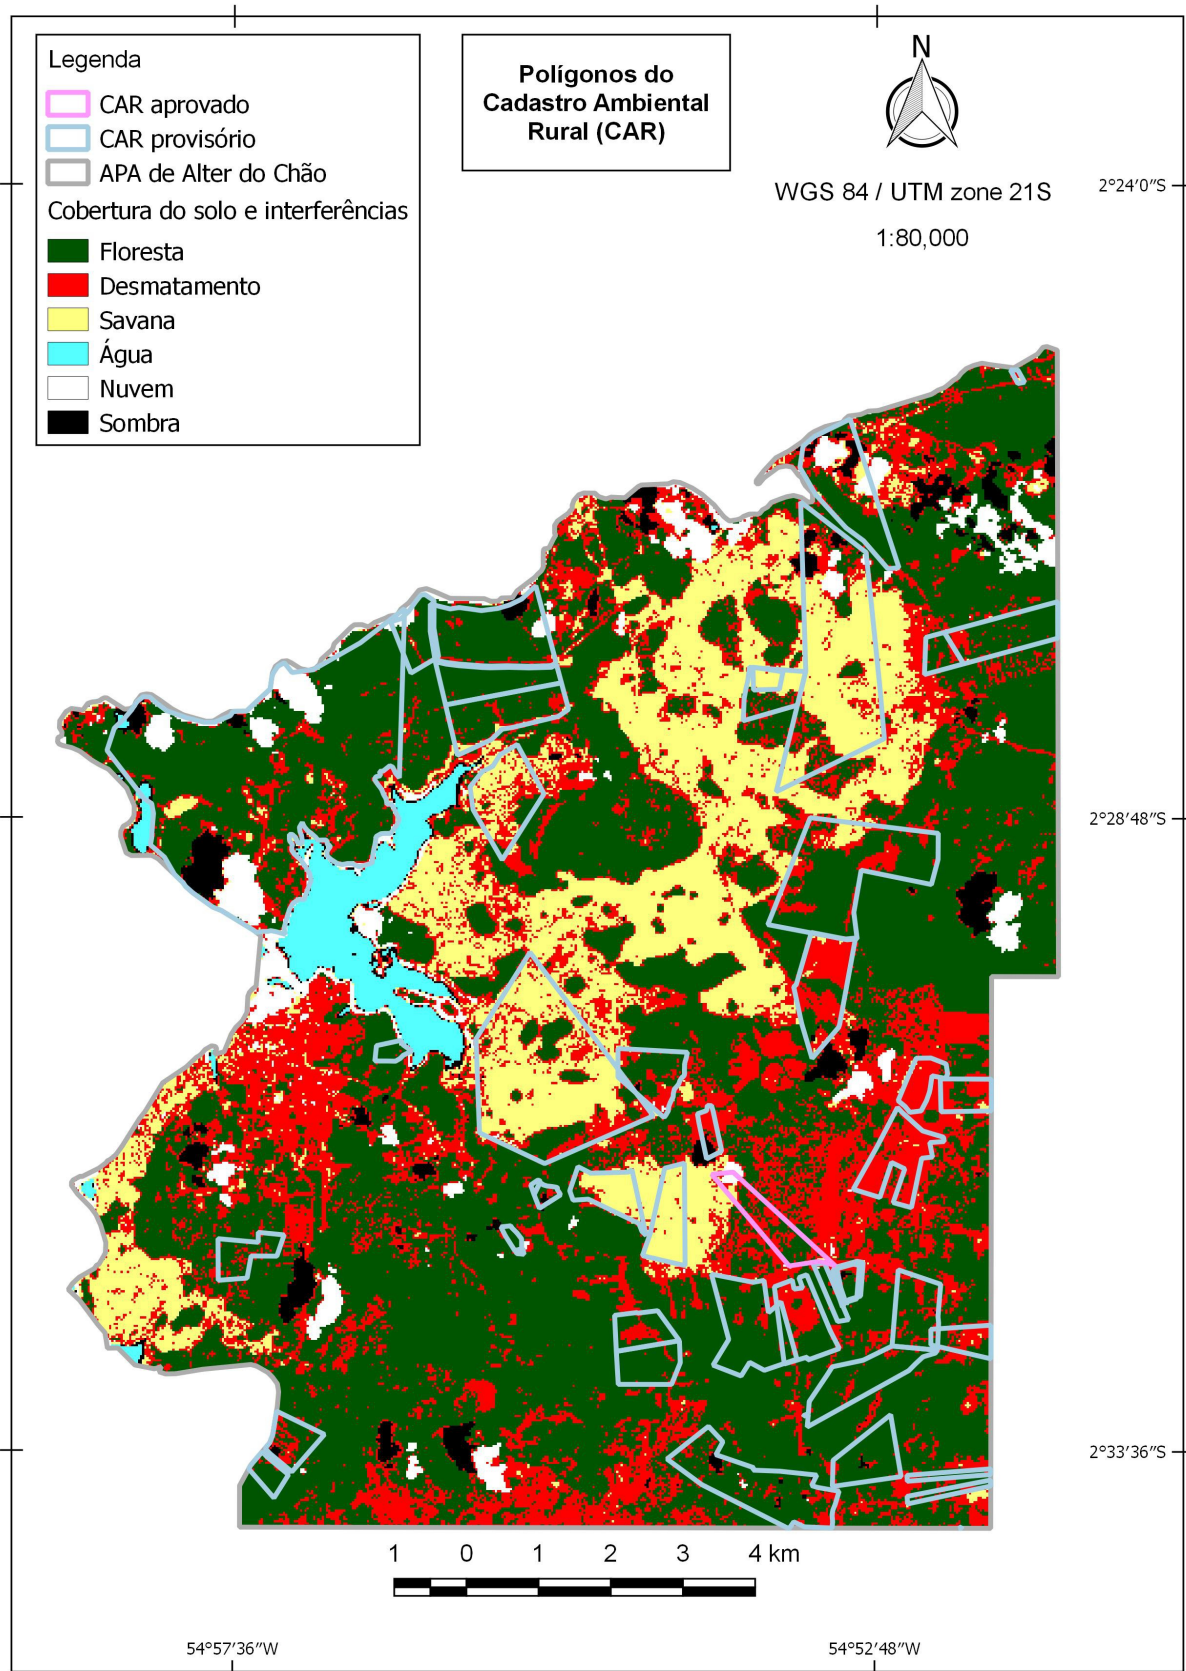 Legenda
CAR aprovado
CAR provisório
APA de Alter do Chão
Cobertura do solo e interferências
Floresta
Desmatamento
Savana
Água
Nuvem
Sombra
Polígonos do
Cadastro Ambiental
Rural (CAR)
N
WGS 84 / UTM zone 21S
1:80,000
2°24′0″S
2°28′48″S
2°33′36″S
1 0 1 2 3 4 km
54°57′36″W
54°52′48″W